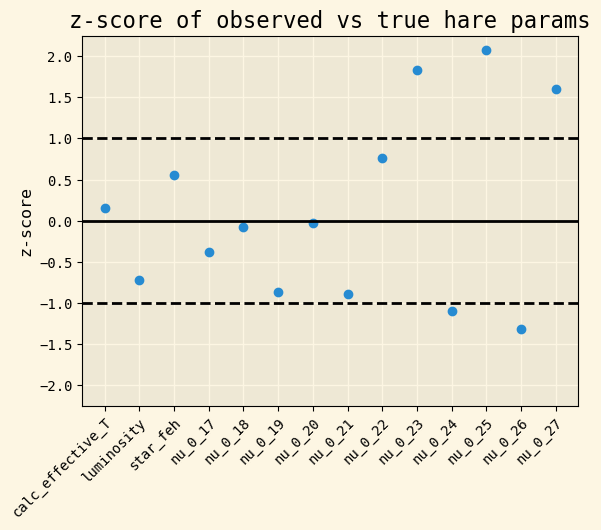 z-score of observed vs true hare params
z-score
2.0
1.5
1.0
0.5
0.0
−0.5
−1.0
−1.5
−2.0
calc_effective_T
luminosity
star_feh
nu_0_17
nu_0_18
nu_0_19
nu_0_20
nu_0_21
nu_0_22
nu_0_23
nu_0_24
nu_0_25
nu_0_26
nu_0_27